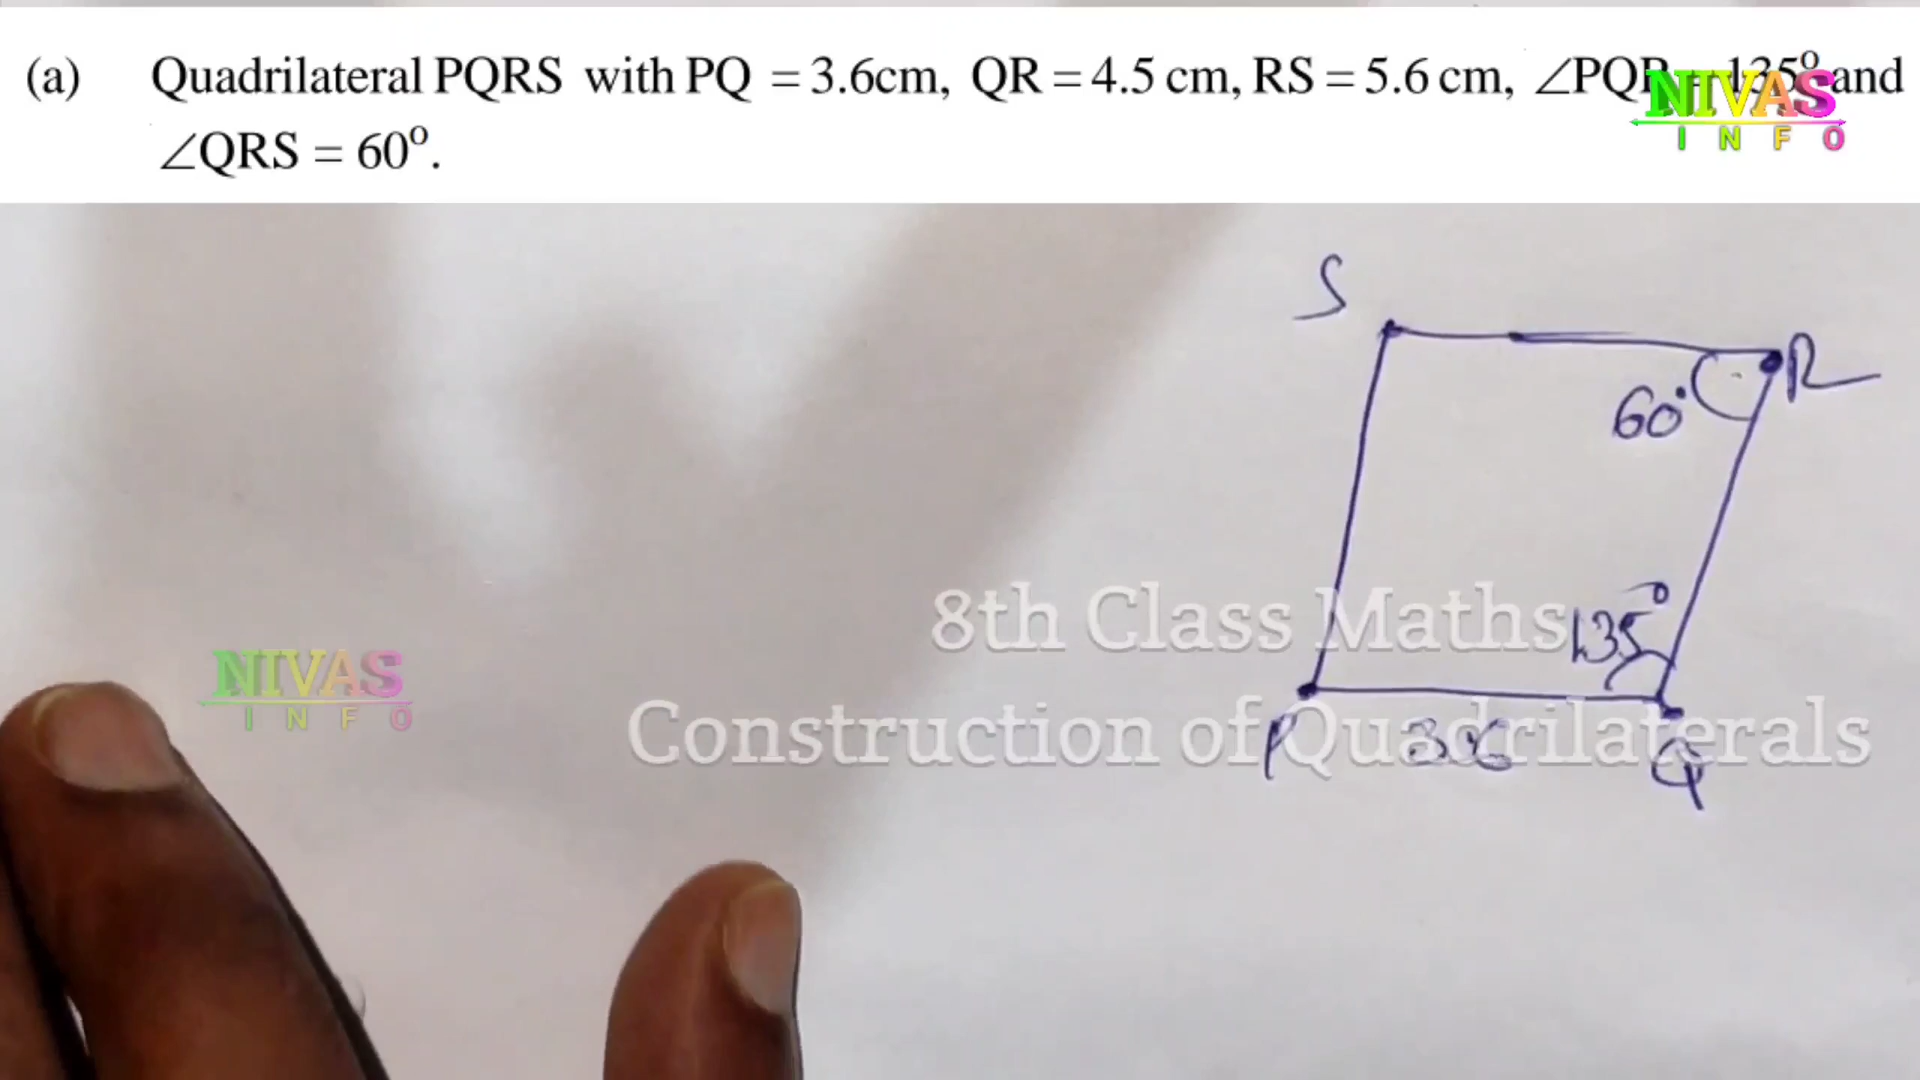 (a) Quadrilateral PQRS with PQ = 3.6cm, QR = 4.5 cm, RS = 5.6 cm, ∠PQR = 135° and
∠QRS = 60°.
NIVAS
INFO
S
R
60°
135°
8th Class Maths
NIVAS
INFO
Construction of Quadrilaterals
P
3.6
Q